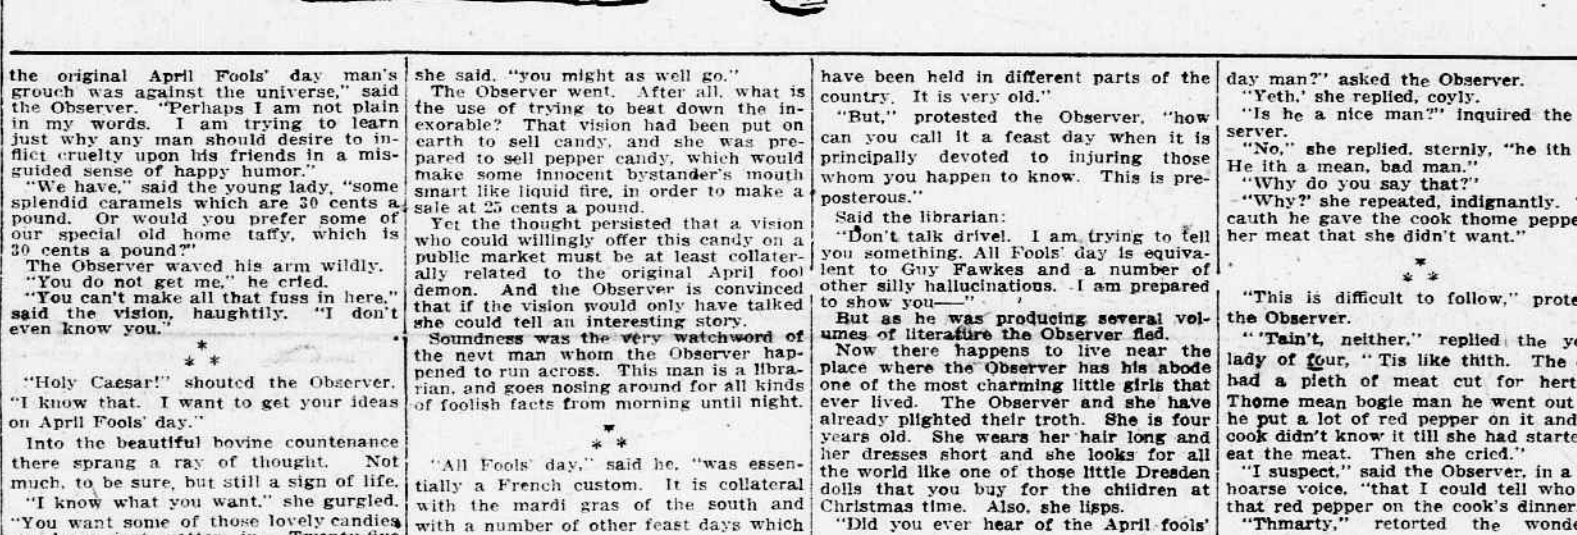 the original April Fools' day man's
grouch was against the universe," said
the Observer. "Perhaps I am not plain
in my words. I am trying to learn
just why any man should desire to in-
flict cruelty upon his friends in a mis-
guided sense of happy humor."
"We have," said the young lady, "some
splendid caramels which are 30 cents a
pound. Or would you prefer some of
our special old home taffy, which is
30 cents a pound?"
The Observer waved his arm wildly.
"You do not get me," he cried.
"You can't make all that fuss in here,"
said the vision, haughtily. "I don't
even know you."
*
* *
"Holy Caesar!" shouted the Observer.
"I know that. I want to get your ideas
on April Fools' day."
Into the beautiful bovine countenance
there sprang a ray of thought. Not
much, to be sure, but still a sign of life.
"I know what you want," she gurgled.
"You want some of those lovely candies
she said, "you might as well go."
The Observer went. After all, what is
the use of trying to beat down the in-
exorable? That vision had been put on
earth to sell candy, and she was pre-
pared to sell pepper candy, which would
make some innocent bystander's mouth
smart like liquid fire, in order to make a
sale at 25 cents a pound.
Yet the thought persisted that a vision
who could willingly offer this candy on a
public market must be at least collater-
ally related to the original April fool
demon. And the Observer is convinced
that if the vision would only have talked
she could tell an interesting story.
Soundness was the very watchword of
the nevt man whom the Observer hap-
pened to run across. This man is a libra-
rian, and goes nosing around for all kinds
of foolish facts from morning until night.
*
* *
"All Fools' day," said he, "was essen-
tially a French custom. It is collateral
with the mardi gras of the south and
with a number of other feast days which
have been held in different parts of the
country. It is very old."
"But," protested the Observer, "how
can you call it a feast day when it is
principally devoted to injuring those
whom you happen to know. This is pre-
posterous."
Said the librarian:
"Don't talk drivel. I am trying to tell
you something. All Fools' day is equiva-
lent to Guy Fawkes and a number of
other silly hallucinations. I am prepared
to show you——"
But as he was producing several vol-
umes of literature the Observer fled.
Now there happens to live near the
place where the Observer has his abode
one of the most charming little girls that
ever lived. The Observer and she have
already plighted their troth. She is four
years old. She wears her hair long and
her dresses short and she looks for all
the world like one of those little Dresden
dolls that you buy for the children at
Christmas time. Also, she lisps.
"Did you ever hear of the April fools'
day man?" asked the Observer.
"Yeth,' she replied, coyly.
"Is he a nice man?" inquired the
server.
"No," she replied, sternly, "he ith
He ith a mean, bad man."
"Why do you say that?"
"Why?' she repeated, indignantly.
cauth he gave the cook thome peppe
her meat that she didn't want."
*
* *
"This is difficult to follow," prote
the Observer.
"'Tain't, neither," replied the
lady of four, "Tis like thith. The
had a pieth of meat cut for hert
Thome mean bogie man he went out
he put a lot of red pepper on it and
cook didn't know it till she had starte
eat the meat. Then she cried."
"I suspect," said the Observer, in a
hoarse voice, "that I could tell who
that red pepper on the cook's dinner
"Thmarty," retorted the wonde